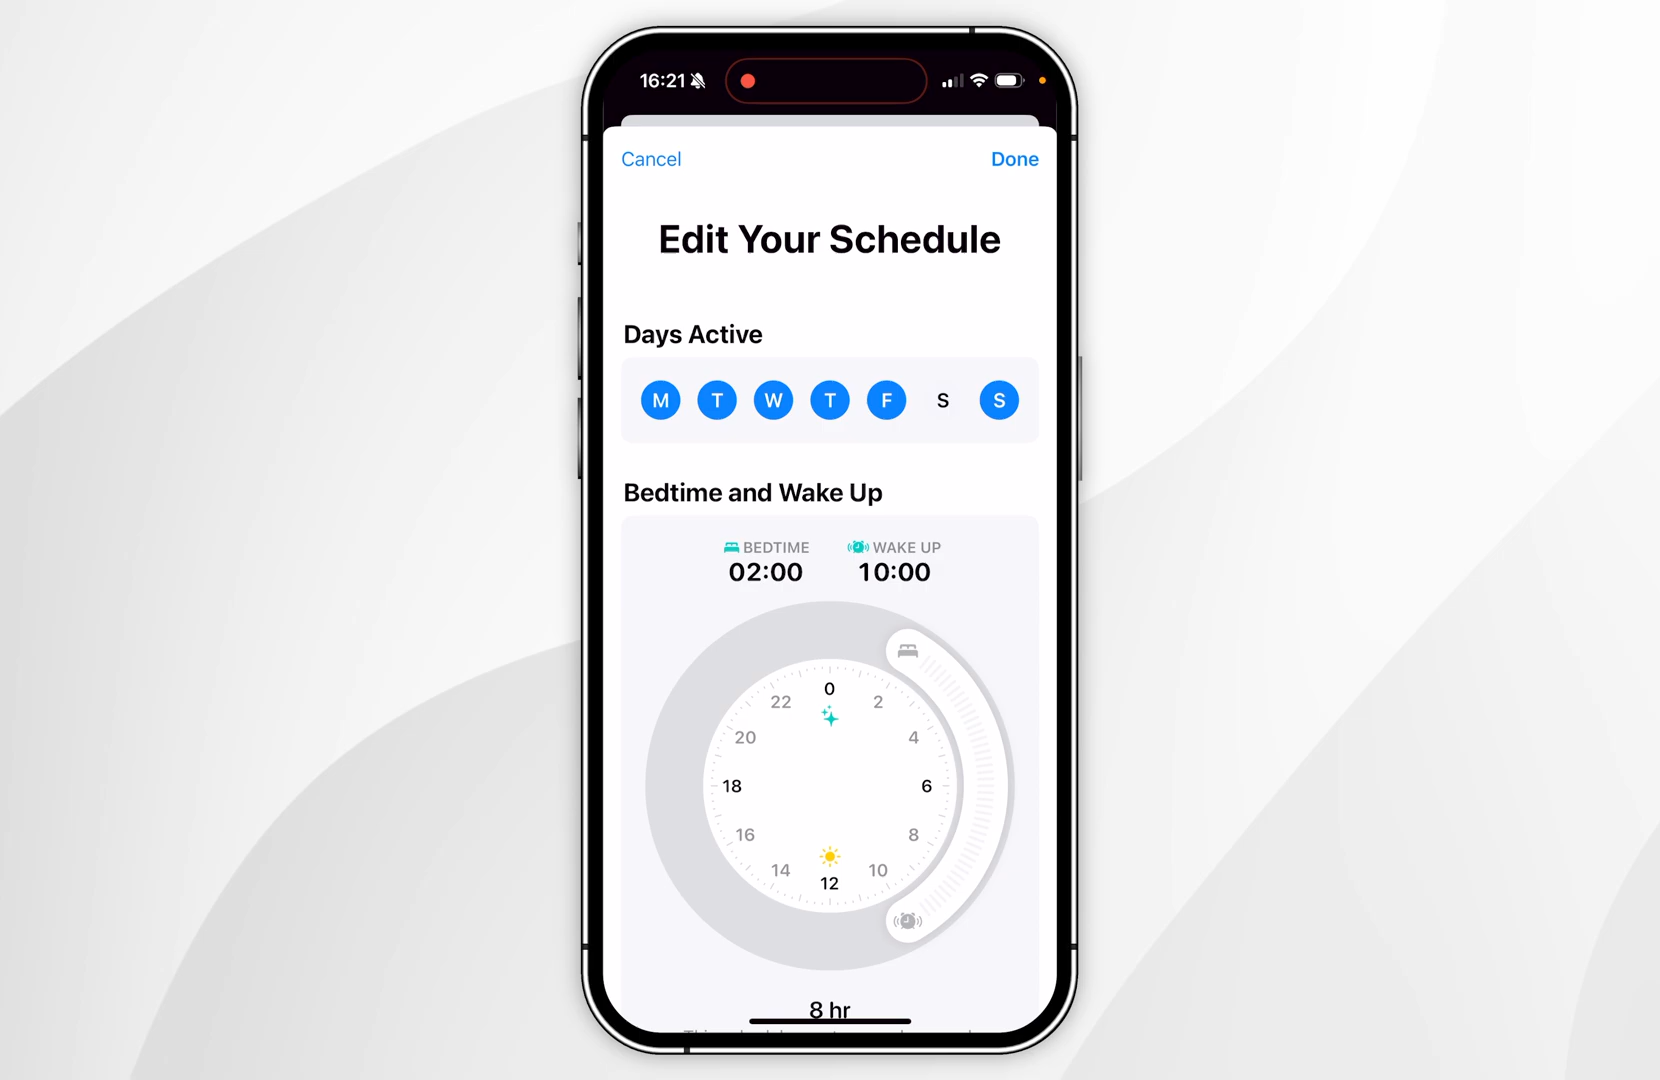 16:21
Cancel
Done
Edit Your Schedule
Days Active
M T W T F S S
Bedtime and Wake Up
BEDTIME WAKE UP
02:00 10:00
0
22 2
20 4
18 6
16 8
14 10
12
8 hr